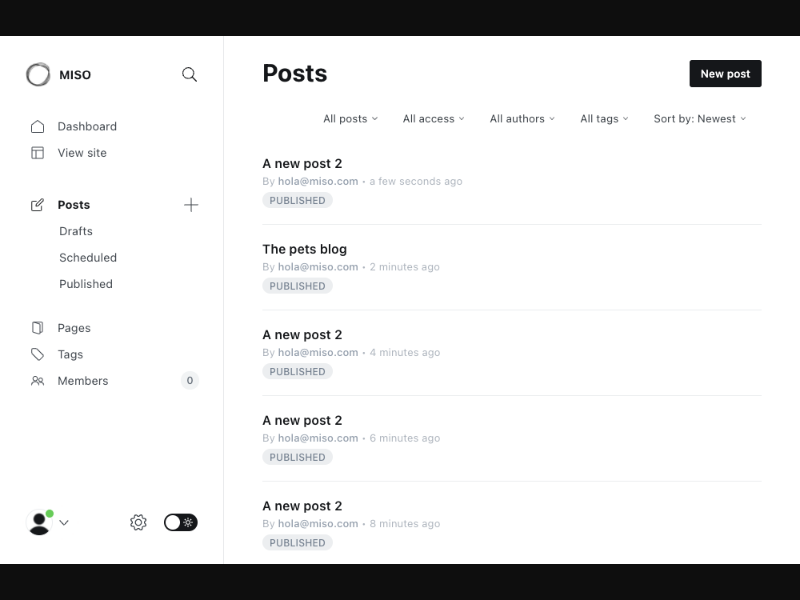 MISO
Dashboard
View site
Posts
Drafts
Scheduled
Published
Pages
Tags
Members 0
Posts
New post
All posts All access All authors All tags Sort by: Newest
A new post 2
By hola@miso.com • a few seconds ago
PUBLISHED
The pets blog
By hola@miso.com • 2 minutes ago
PUBLISHED
A new post 2
By hola@miso.com • 4 minutes ago
PUBLISHED
A new post 2
By hola@miso.com • 6 minutes ago
PUBLISHED
A new post 2
By hola@miso.com • 8 minutes ago
PUBLISHED